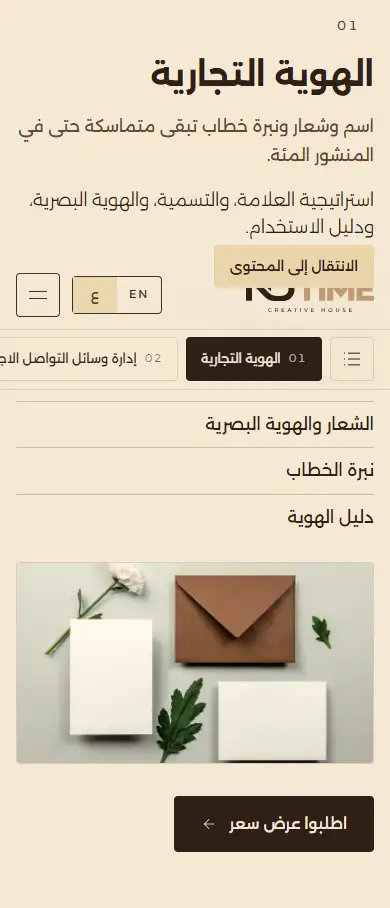 01
الهوية التجارية
اسم وشعار ونبرة خطاب تبقى متماسكة حتى في
المنشور المئة.
استراتيجية العلامة، والتسمية، والهوية البصرية،
ودليل الاستخدام.
الانتقال إلى المحتوى
TIME
CREATIVE HOUSE
EN
ع
01 الهوية التجارية
02 إدارة وسائل التواصل
الشعار والهوية البصرية
نبرة الخطاب
دليل الهوية
اطلبوا عرض سعر ←